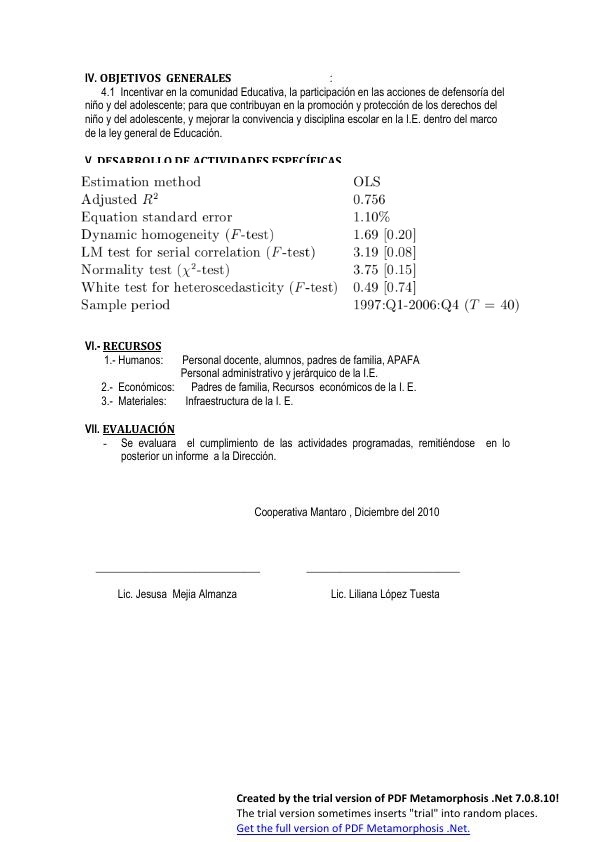 IV. OBJETIVOS GENERALES :
4.1 Incentivar en la comunidad Educativa, la participación en las acciones de defensoría del
niño y del adolescente; para que contribuyan en la promoción y protección de los derechos del
niño y del adolescente, y mejorar la convivencia y disciplina escolar en la I.E. dentro del marco
de la ley general de Educación.
V. DESARROLLO DE ACTIVIDADES ESPECÍFICAS
Estimation method OLS
Adjusted R² 0.756
Equation standard error 1.10%
Dynamic homogeneity (F-test) 1.69 [0.20]
LM test for serial correlation (F-test) 3.19 [0.08]
Normality test (χ²-test) 3.75 [0.15]
White test for heteroscedasticity (F-test) 0.49 [0.74]
Sample period 1997:Q1-2006:Q4 (T = 40)
VI.- RECURSOS
1.- Humanos: Personal docente, alumnos, padres de familia, APAFA
Personal administrativo y jerárquico de la I.E.
2.- Económicos: Padres de familia, Recursos económicos de la I. E.
3.- Materiales: Infraestructura de la I. E.
VII. EVALUACIÓN
- Se evaluara el cumplimiento de las actividades programadas, remitiéndose en lo
posterior un informe a la Dirección.
Cooperativa Mantaro , Diciembre del 2010
Lic. Jesusa Mejia Almanza Lic. Liliana López Tuesta
Created by the trial version of PDF Metamorphosis .Net 7.0.8.10!
The trial version sometimes inserts "trial" into random places.
Get the full version of PDF Metamorphosis .Net.